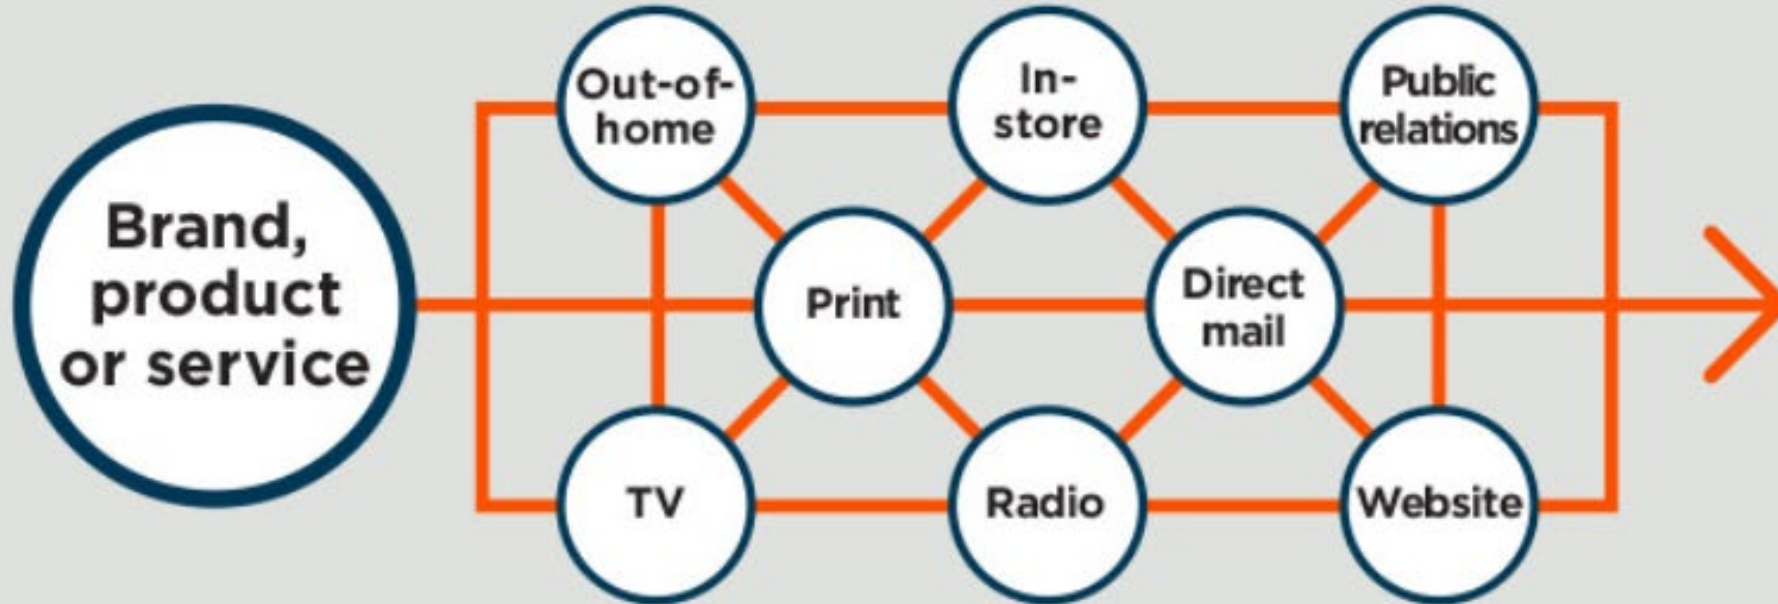 Brand,
product
or service
Out-of-
home
In-
store
Public
relations
Print
Direct
mail
TV
Radio
Website